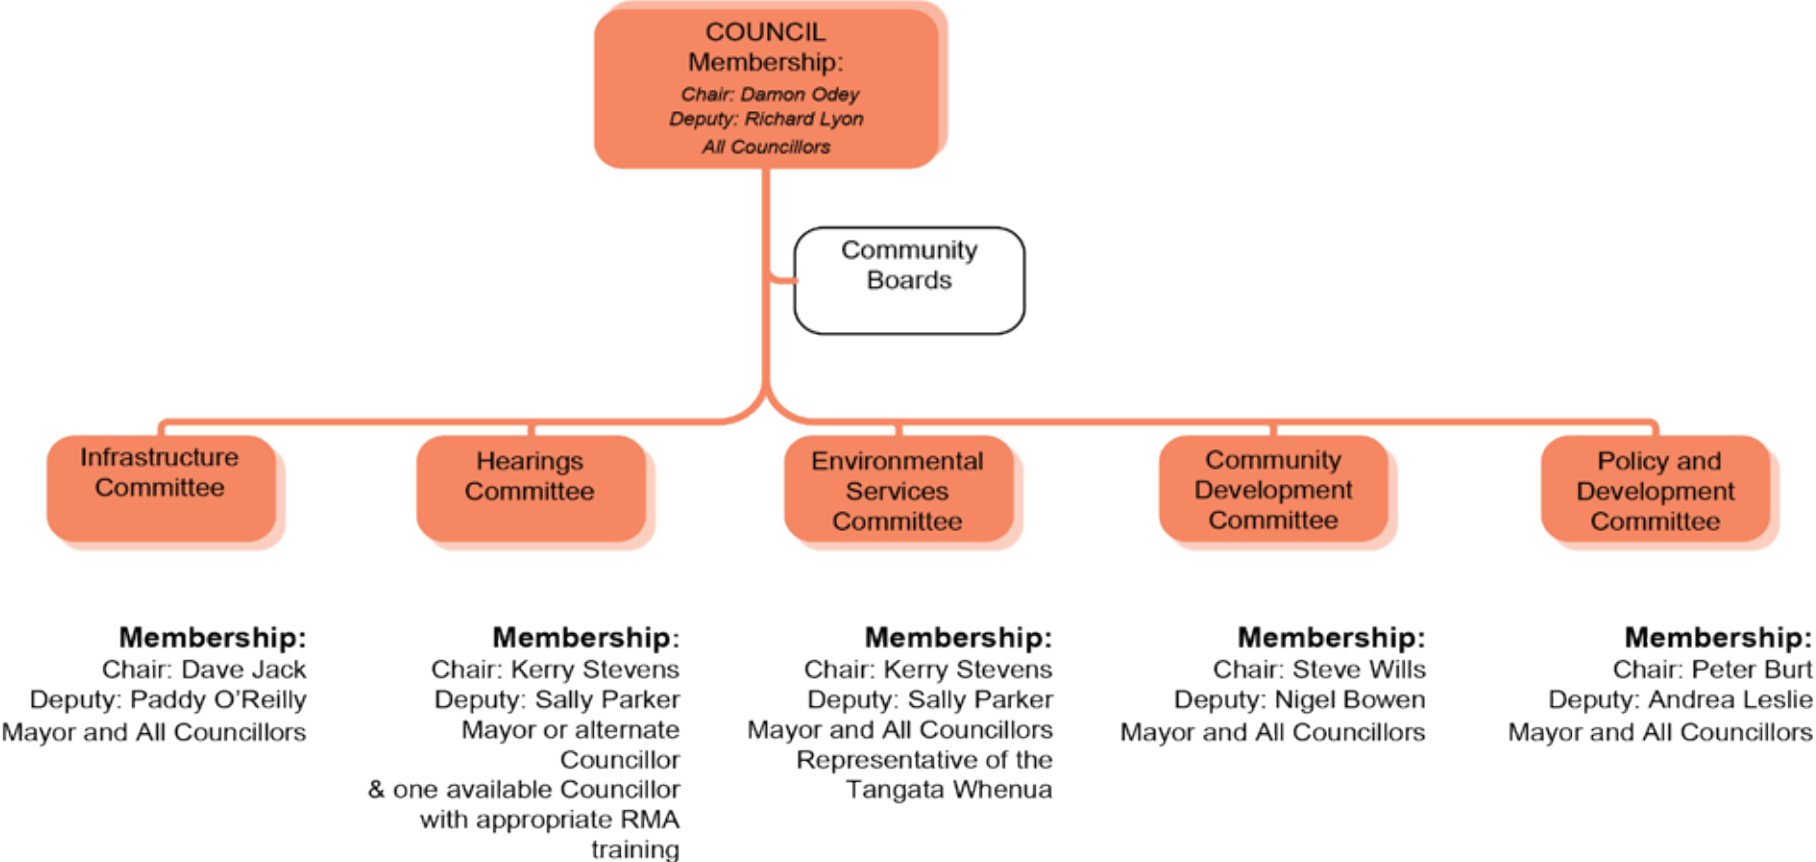 COUNCIL
Membership:
Chair: Damon Odey
Deputy: Richard Lyon
All Councillors
Community
Boards
Infrastructure
Committee
Hearings
Committee
Environmental
Services
Committee
Community
Development
Committee
Policy and
Development
Committee
Membership:
Chair: Dave Jack
Deputy: Paddy O’Reilly
Mayor and All Councillors
Membership:
Chair: Kerry Stevens
Deputy: Sally Parker
Mayor or alternate
Councillor
& one available Councillor
with appropriate RMA
training
Membership:
Chair: Kerry Stevens
Deputy: Sally Parker
Mayor and All Councillors
Representative of the
Tangata Whenua
Membership:
Chair: Steve Wills
Deputy: Nigel Bowen
Mayor and All Councillors
Membership:
Chair: Peter Burt
Deputy: Andrea Leslie
Mayor and All Councillors